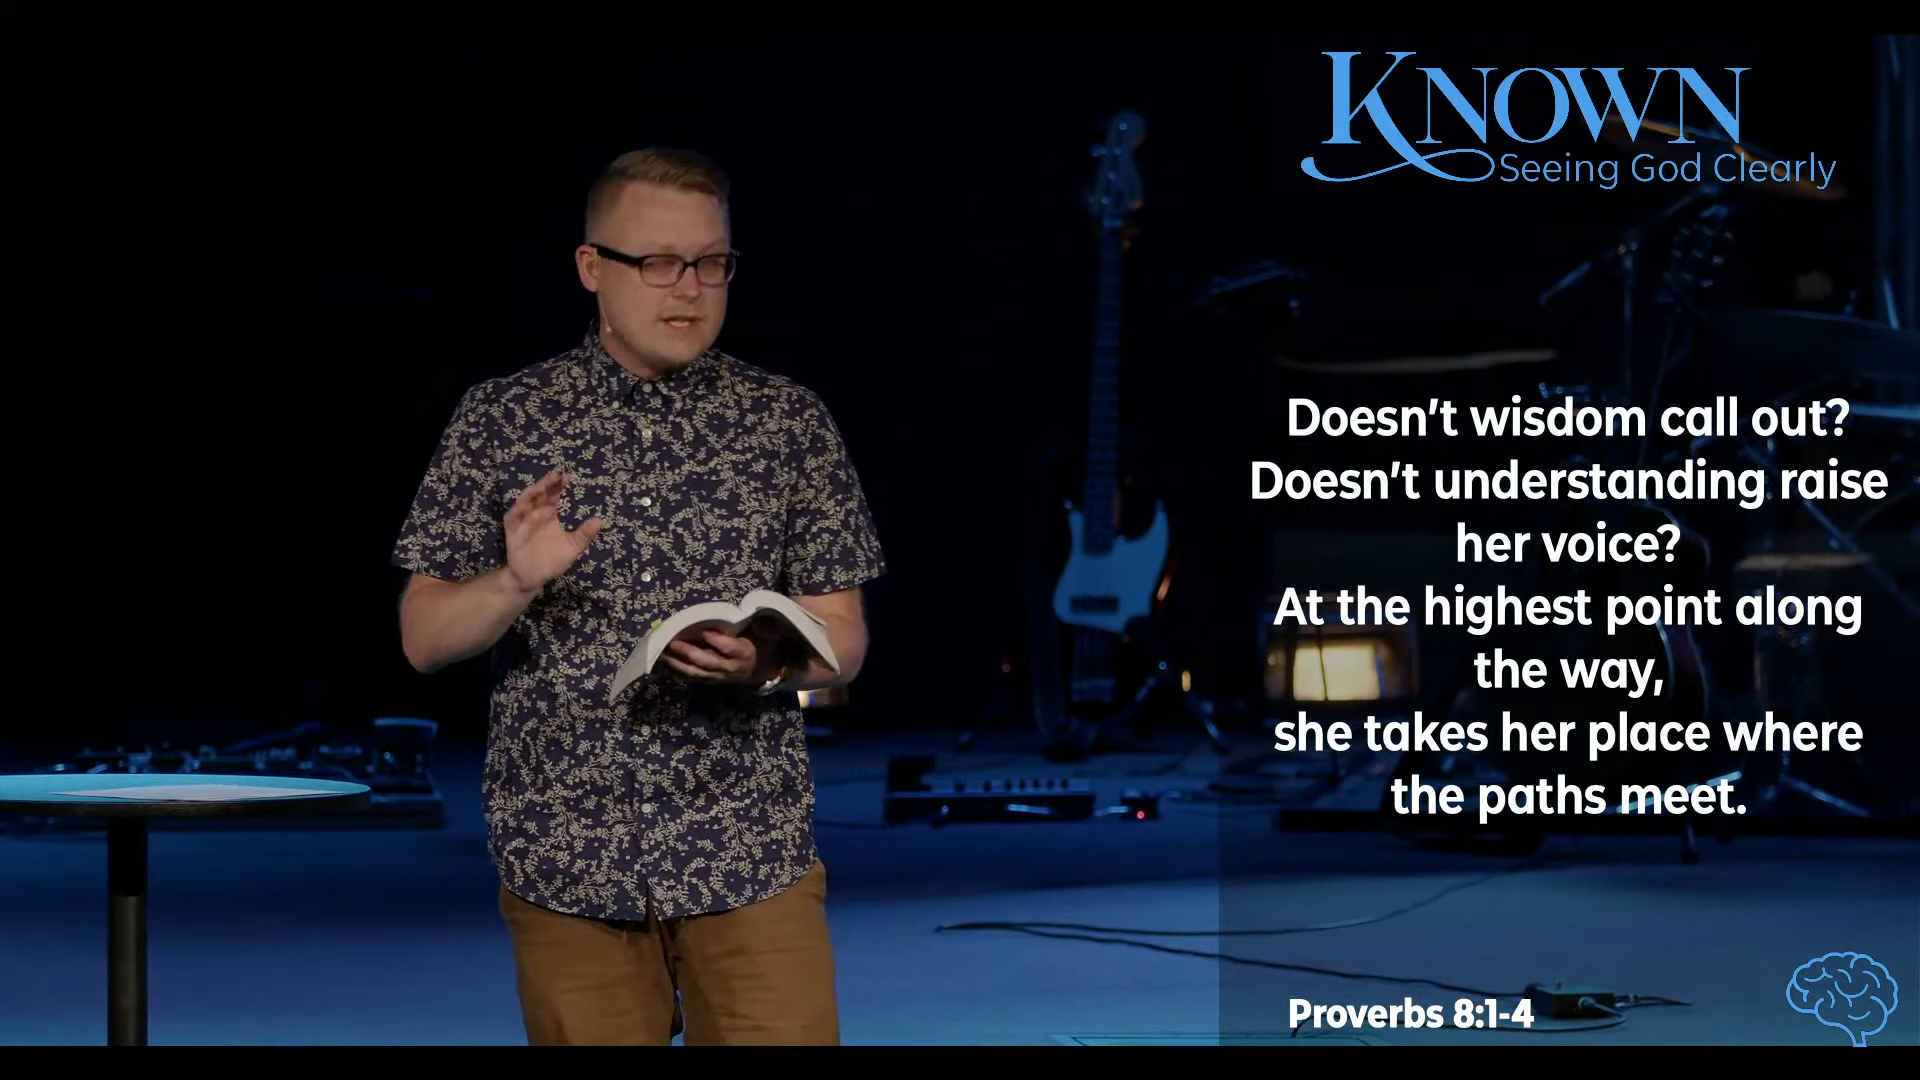 KNOWN
Seeing God Clearly
Doesn't wisdom call out?
Doesn't understanding raise
her voice?
At the highest point along
the way,
she takes her place where
the paths meet.
Proverbs 8:1-4